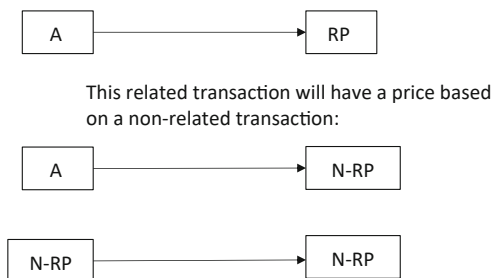 A RP
This related transaction will have a price based
on a non-related transaction:
A N-RP
N-RP N-RP